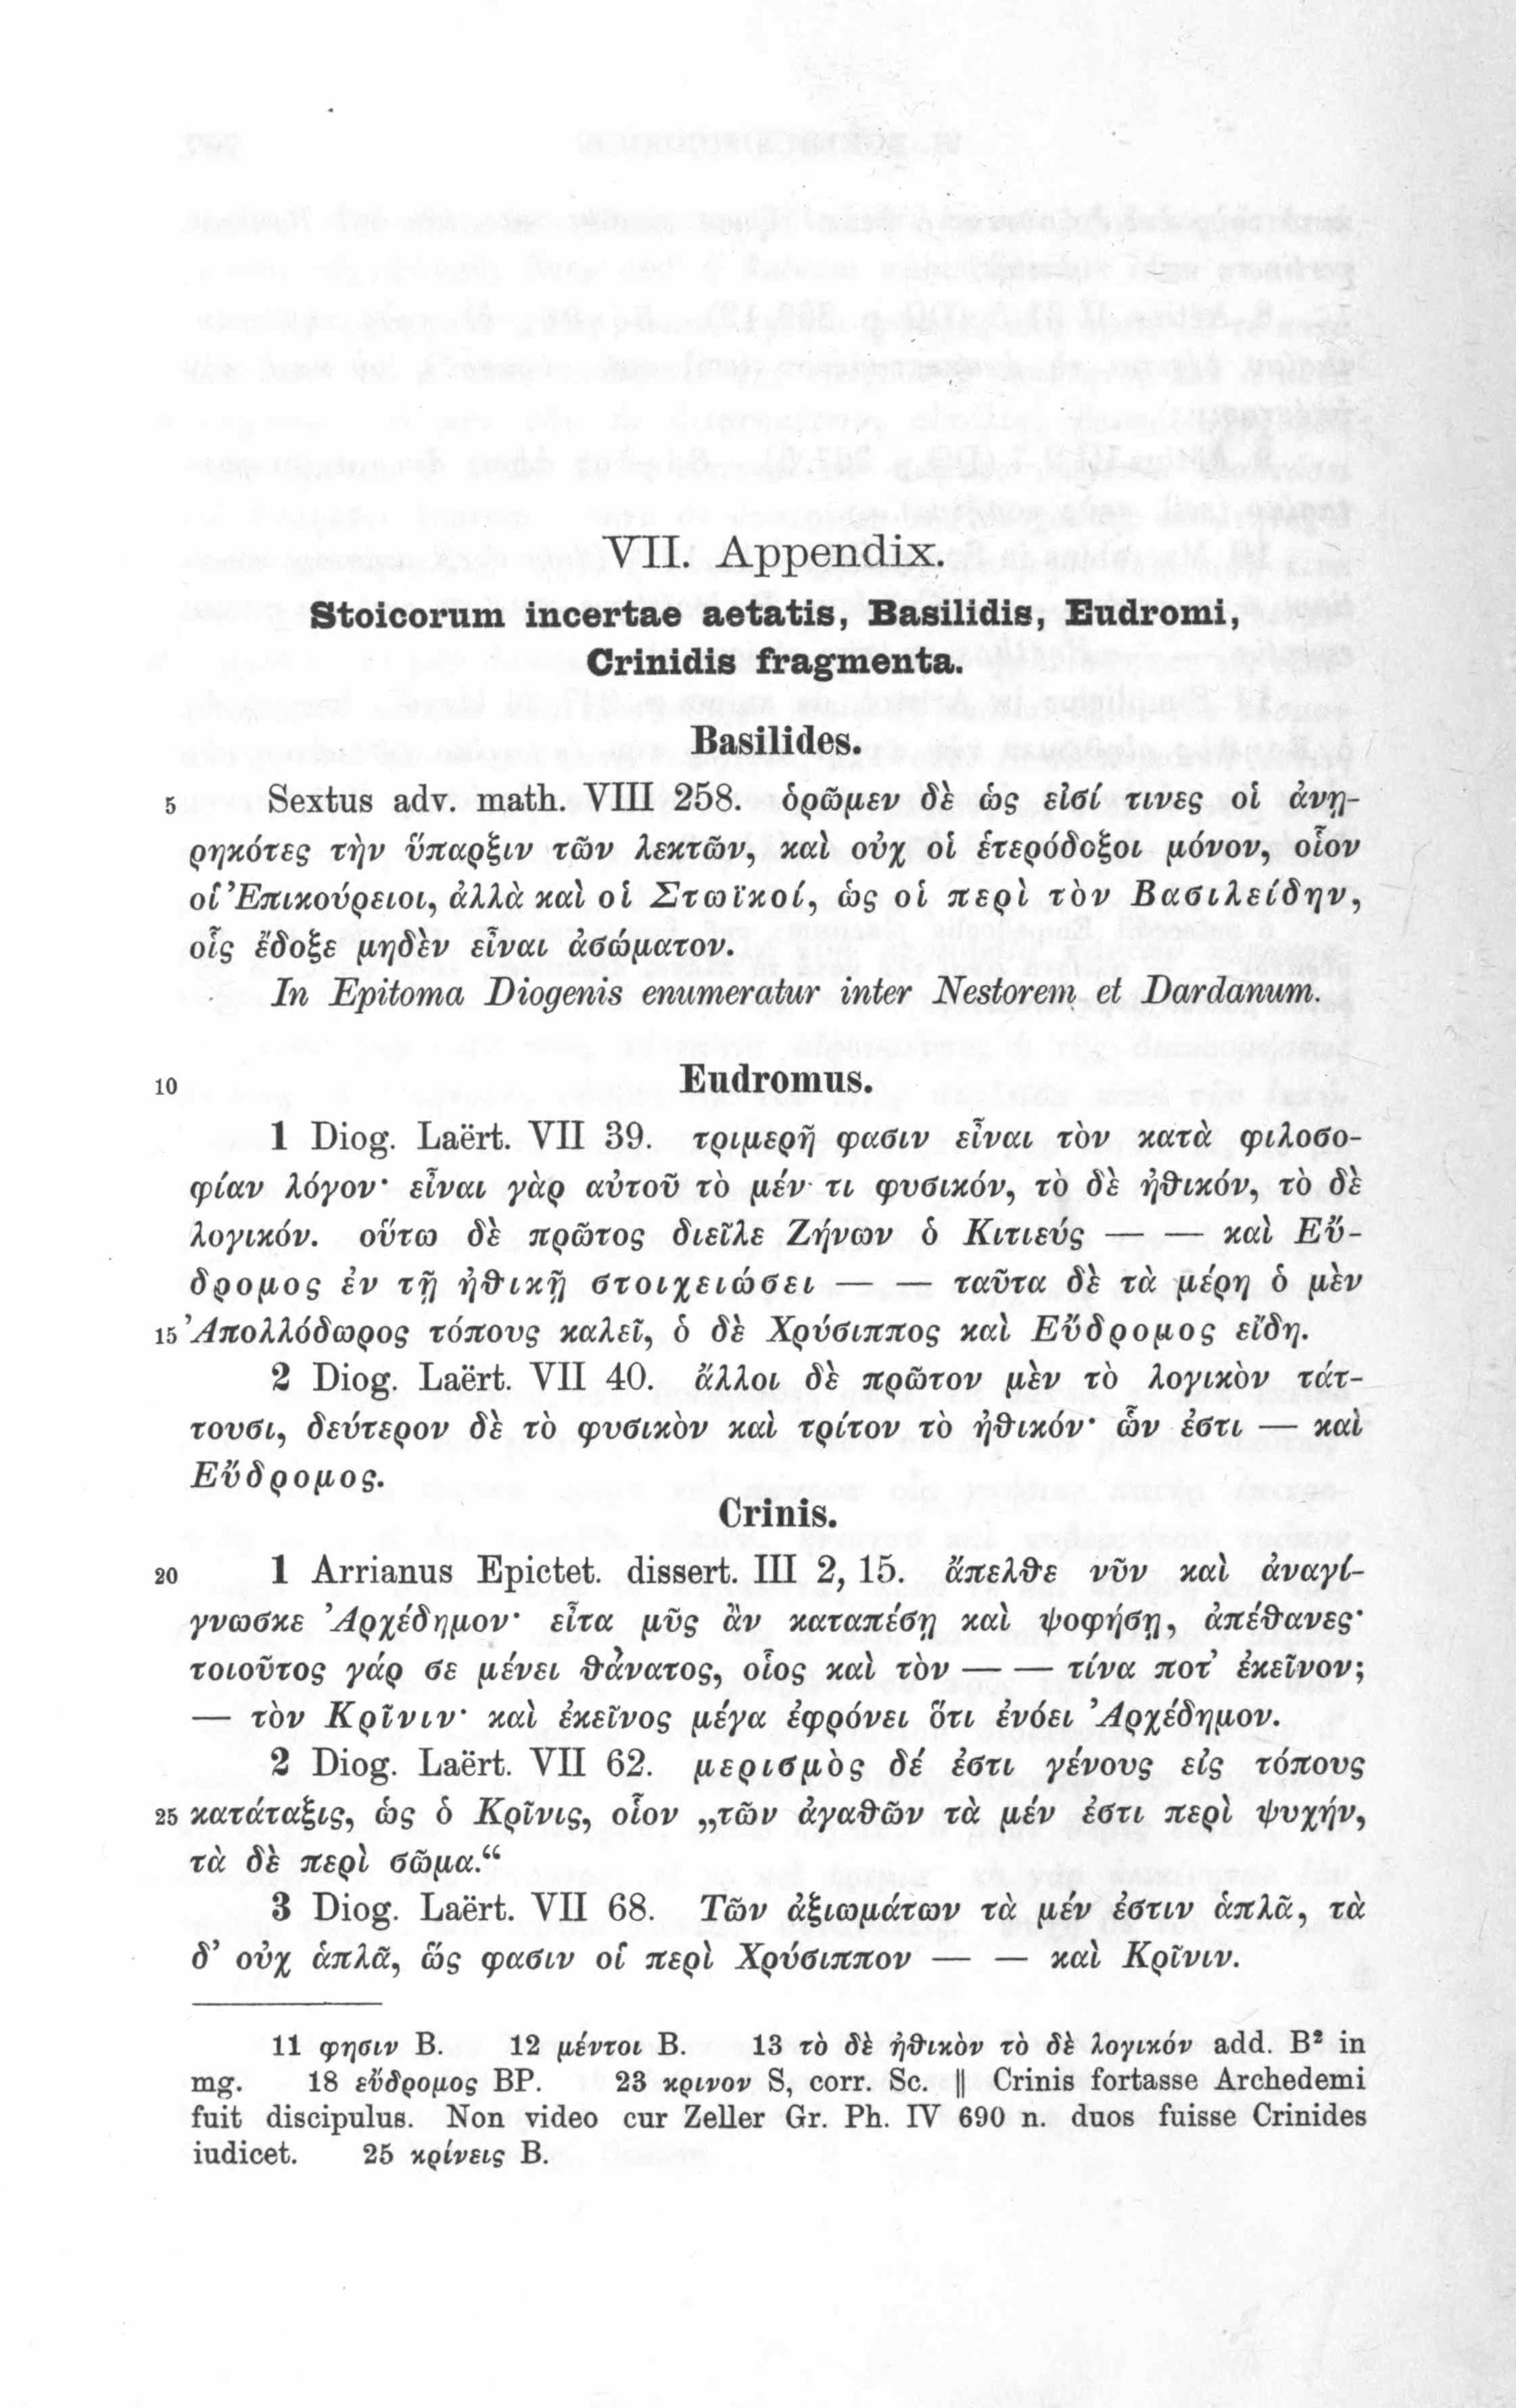 VII. Appendix.
Stoicorum incertae aetatis, Basilidis, Eudromi,
Crinidis fragmenta.
Basilides.
5 Sextus adv. math. VIII 258. ὁρῶμεν δὲ ὡς εἰσί τινες οἱ ἀνῃ-
ρηκότες τὴν ὕπαρξιν τῶν λεκτῶν, καὶ οὐχ οἱ ἑτερόδοξοι μόνον, οἷον
οἱ Ἐπικούρειοι, ἀλλὰ καὶ οἱ Στωϊκοί, ὡς οἱ περὶ τὸν Βασιλείδην,
οἷς ἔδοξε μηδὲν εἶναι ἀσώματον.
In Epitoma Diogenis enumeratur inter Nestorem et Dardanum.
10 Eudromus.
1 Diog. Laërt. VII 39. τριμερῆ φασιν εἶναι τὸν κατὰ φιλοσο-
φίαν λόγον· εἶναι γὰρ αὐτοῦ τὸ μέν τι φυσικόν, τὸ δὲ ἠθικόν, τὸ δὲ
λογικόν. οὕτω δὲ πρῶτος διεῖλε Ζήνων ὁ Κιτιεύς — — καὶ Εὔ-
δρομος ἐν τῇ ἠθικῇ στοιχειώσει — — ταῦτα δὲ τὰ μέρη ὁ μὲν
15 Ἀπολλόδωρος τόπους καλεῖ, ὁ δὲ Χρύσιππος καὶ Εὔδρομος εἴδη.
2 Diog. Laërt. VII 40. ἄλλοι δὲ πρῶτον μὲν τὸ λογικὸν τάτ-
τουσι, δεύτερον δὲ τὸ φυσικὸν καὶ τρίτον τὸ ἠθικόν· ὧν ἐστι — καὶ
Εὔδρομος.
Crinis.
20 1 Arrianus Epictet. dissert. III 2, 15. ἄπελθε νῦν καὶ ἀναγί-
γνωσκε Ἀρχέδημον· εἶτα μῦς ἂν καταπέσῃ καὶ ψοφήσῃ, ἀπέθανες·
τοιοῦτος γάρ σε μένει θάνατος, οἷος καὶ τὸν — — τίνα ποτ’ ἐκεῖνον;
— τὸν Κρῖνιν· καὶ ἐκεῖνος μέγα ἐφρόνει ὅτι ἐνόει Ἀρχέδημον.
2 Diog. Laërt. VII 62. μερισμὸς δέ ἐστι γένους εἰς τόπους
25 κατάταξις, ὡς ὁ Κρῖνις, οἷον „τῶν ἀγαθῶν τὰ μέν ἐστι περὶ ψυχήν,
τὰ δὲ περὶ σῶμα.“
3 Diog. Laërt. VII 68. Τῶν ἀξιωμάτων τὰ μέν ἐστιν ἁπλᾶ, τὰ
δ’ οὐχ ἁπλᾶ, ὥς φασιν οἱ περὶ Χρύσιππον — — καὶ Κρῖνιν.
11 φησιν B. 12 μέντοι B. 13 τὸ δὲ ἠθικὸν τὸ δὲ λογικόν add. B² in
mg. 18 εὔδρομος BP. 23 κρινον S, corr. Sc. || Crinis fortasse Archedemi
fuit discipulus. Non video cur Zeller Gr. Ph. IV 690 n. duos fuisse Crinides
iudicet. 25 κρίνεις B.